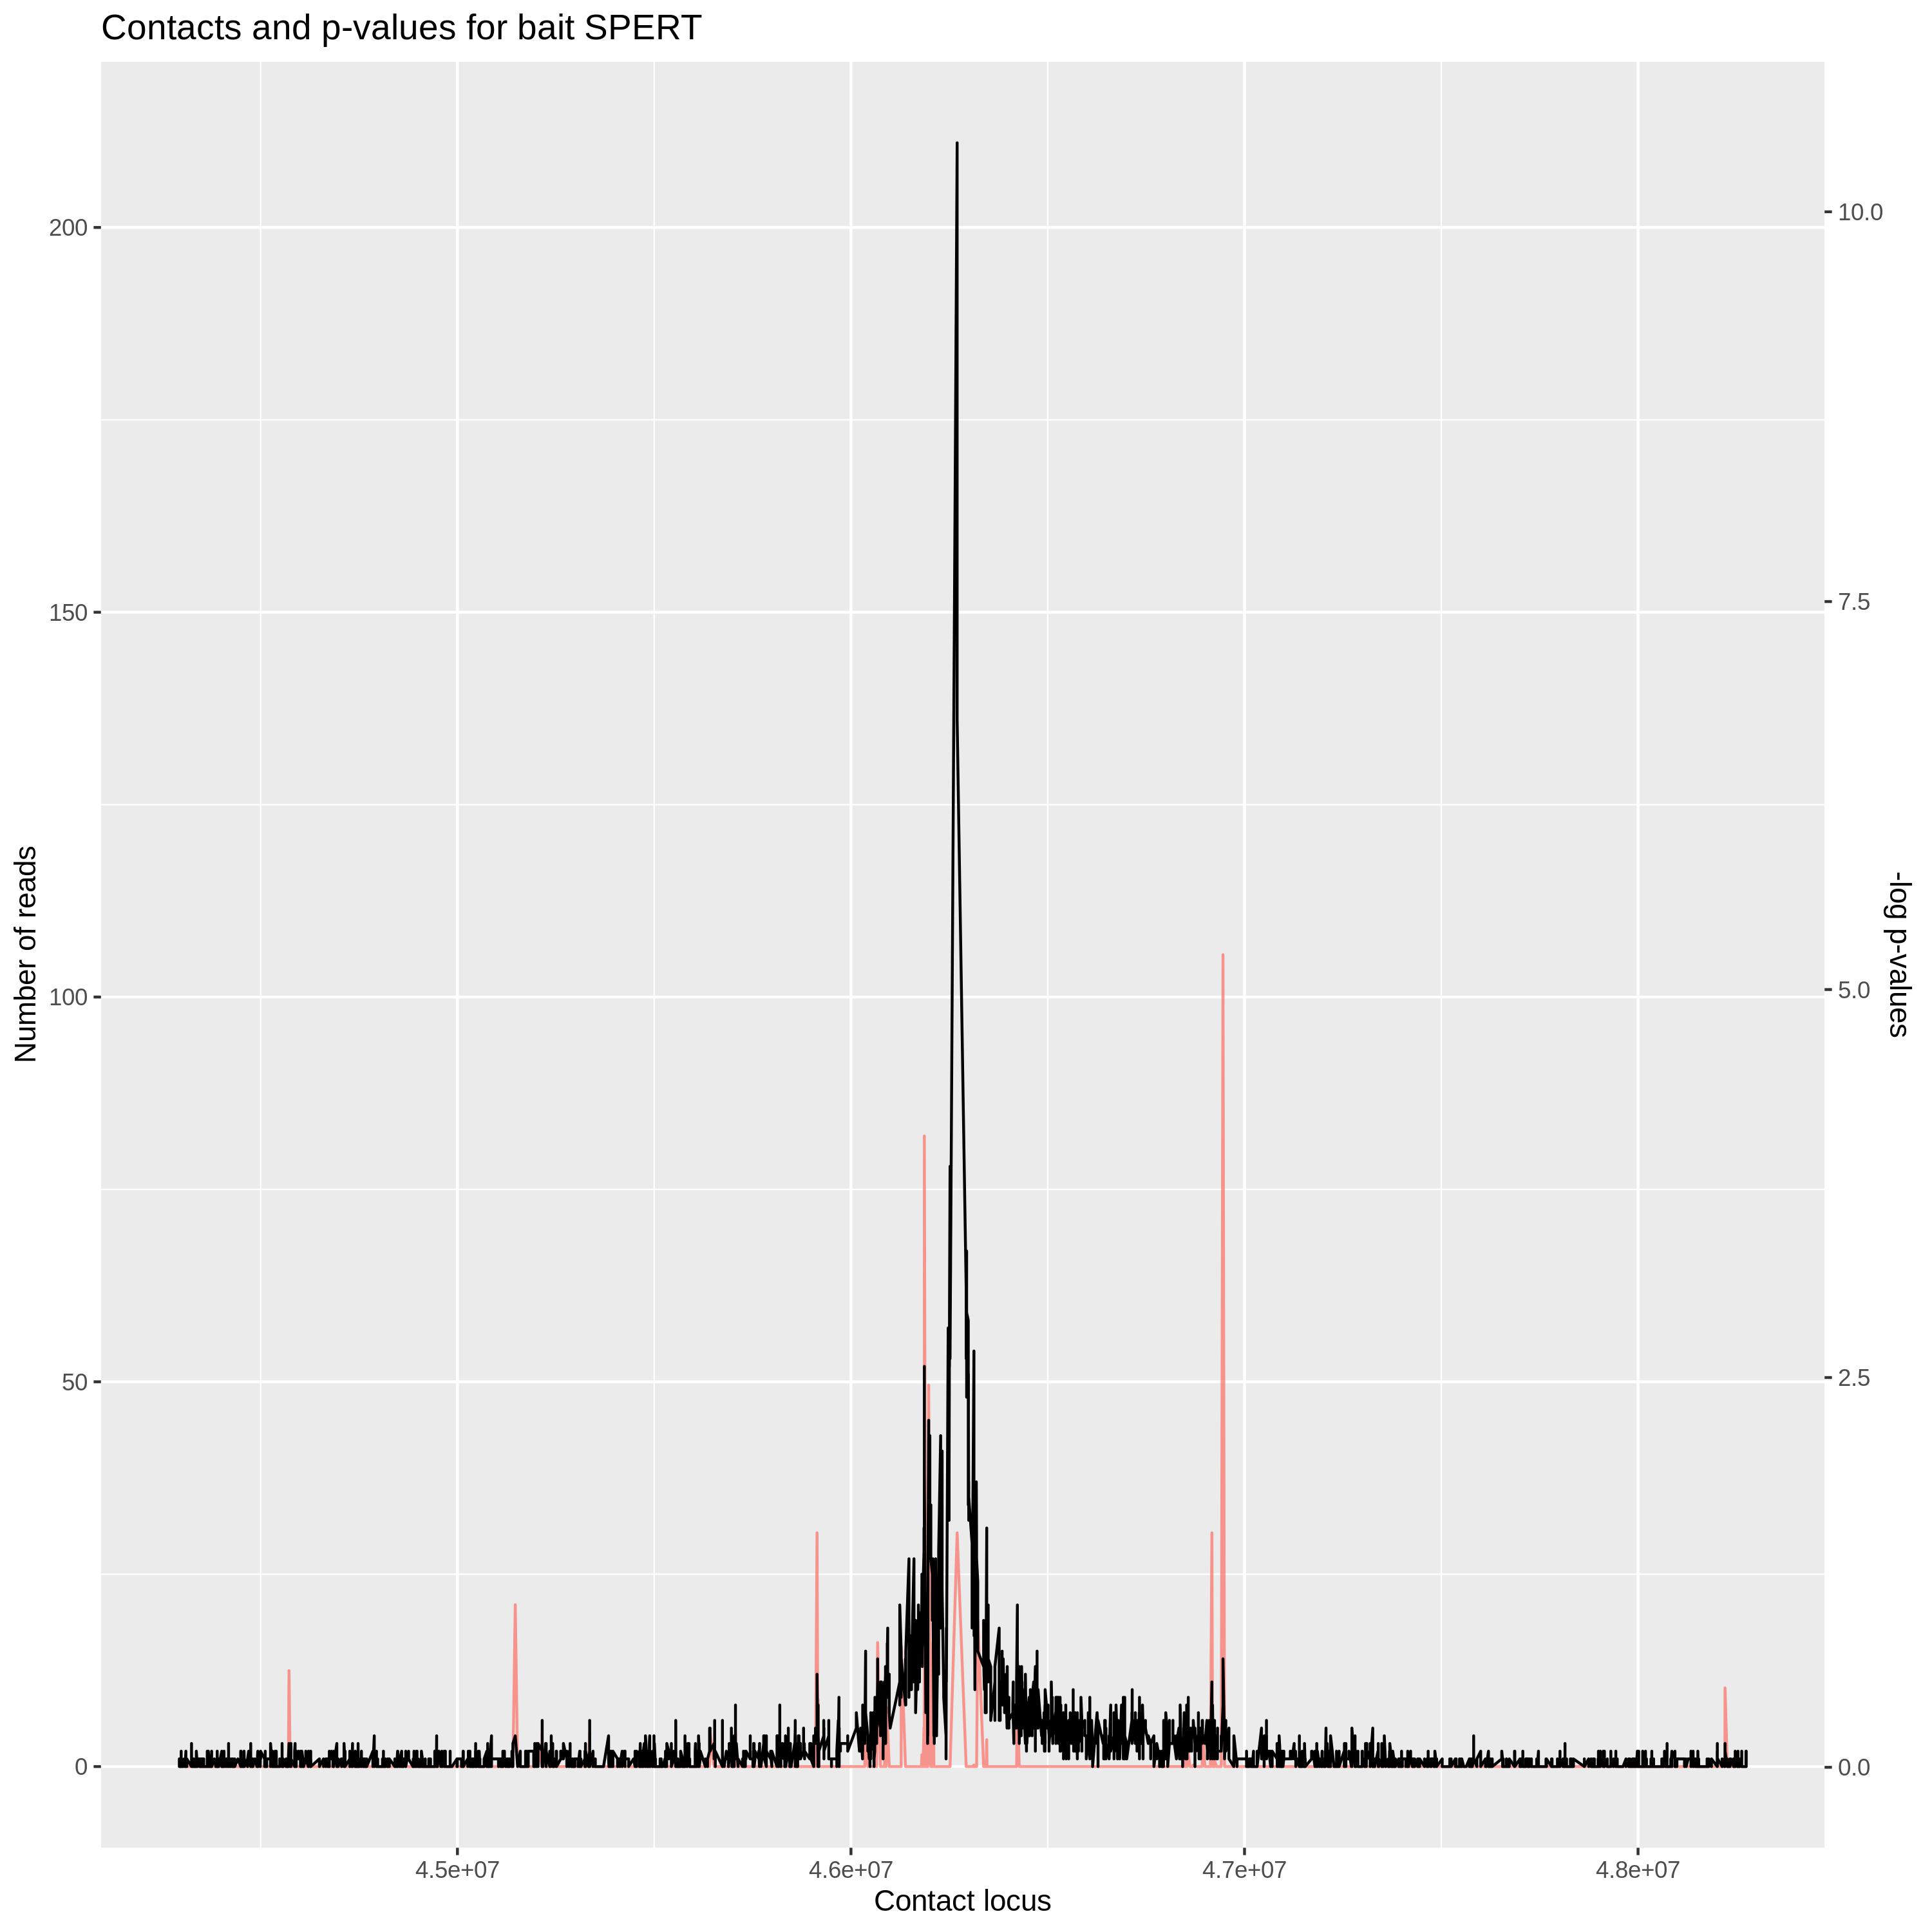 Contacts and p-values for bait SPERT
200
150
100
50
0
Number of reads
10.0
7.5
5.0
2.5
0.0
-log p-values
4.5e+07
4.6e+07
4.7e+07
4.8e+07
Contact locus